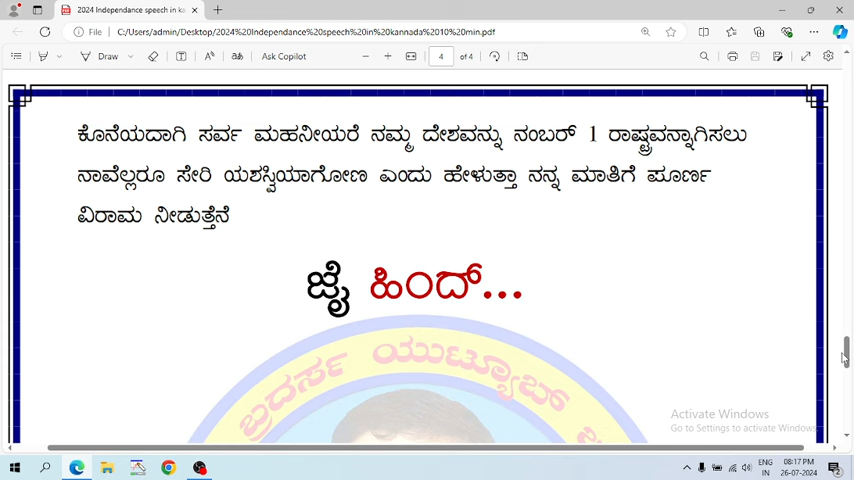 2024 Independance speech in ka
File
C:/Users/admin/Desktop/2024%20Independance%20speech%20in%20kannada%2010%20min.pdf
Draw
Ask Copilot
4
of 4
ಕೊನೆಯದಾಗಿ ಸರ್ವ ಮಹನೀಯರೆ ನಮ್ಮ ದೇಶವನ್ನು ನಂಬರ್ 1 ರಾಷ್ಟ್ರವನ್ನಾಗಿಸಲು
ನಾವೆಲ್ಲರೂ ಸೇರಿ ಯಶಸ್ವಿಯಾಗೋಣ ಎಂದು ಹೇಳುತ್ತಾ ನನ್ನ ಮಾತಿಗೆ ಪೂರ್ಣ
ವಿರಾಮ ನೀಡುತ್ತೆನೆ
ಜೈ ಹಿಂದ್...
ಬ್ರದರ್ಸ ಯುಟ್ಯೂಬ್
Activate Windows
Go to Settings to activate Windows.
ENG
IN
08:17 PM
26-07-2024
2